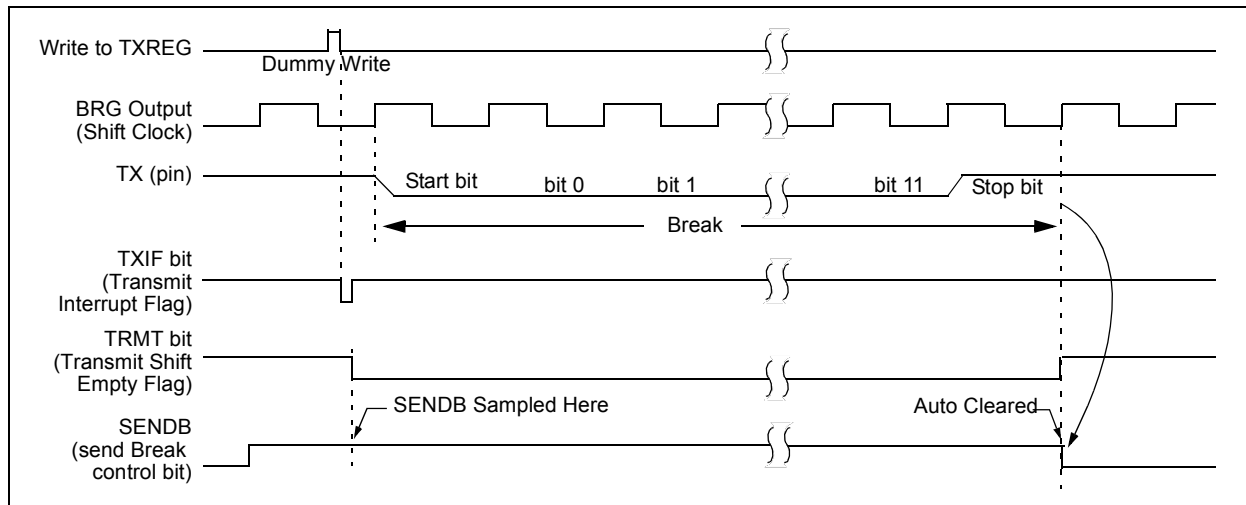 Write to TXREG
Dummy Write
BRG Output
(Shift Clock)
TX (pin)
Start bit
bit 0
bit 1
bit 11
Stop bit
Break
TXIF bit
(Transmit
Interrupt Flag)
TRMT bit
(Transmit Shift
Empty Flag)
SENDB Sampled Here
Auto Cleared
SENDB
(send Break
control bit)